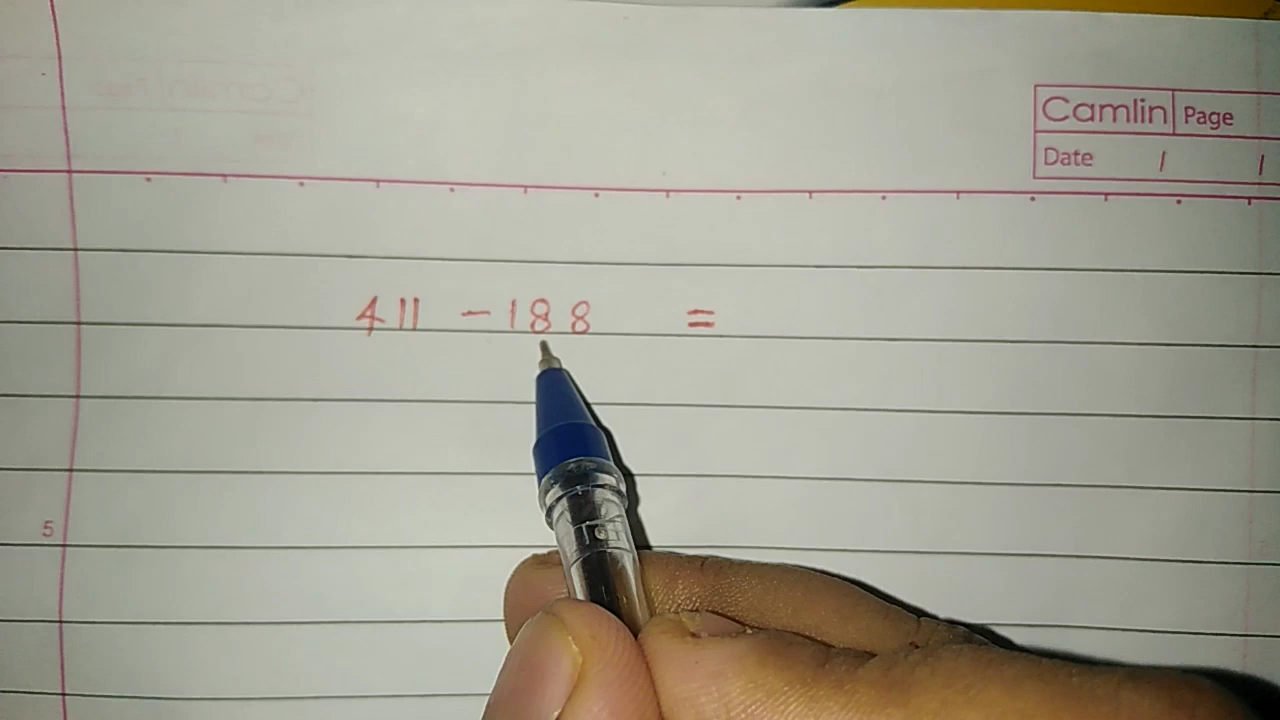 Camlin Page
Date / /
411 - 188 =
5